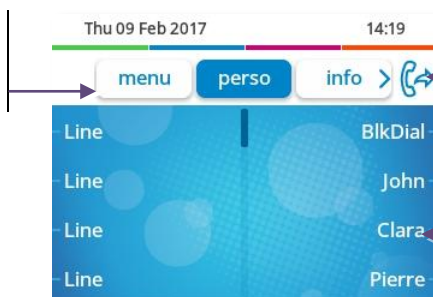 Thu 09 Feb 2017 14:19
menu perso info
Line BlkDial
Line John
Line Clara
Line Pierre